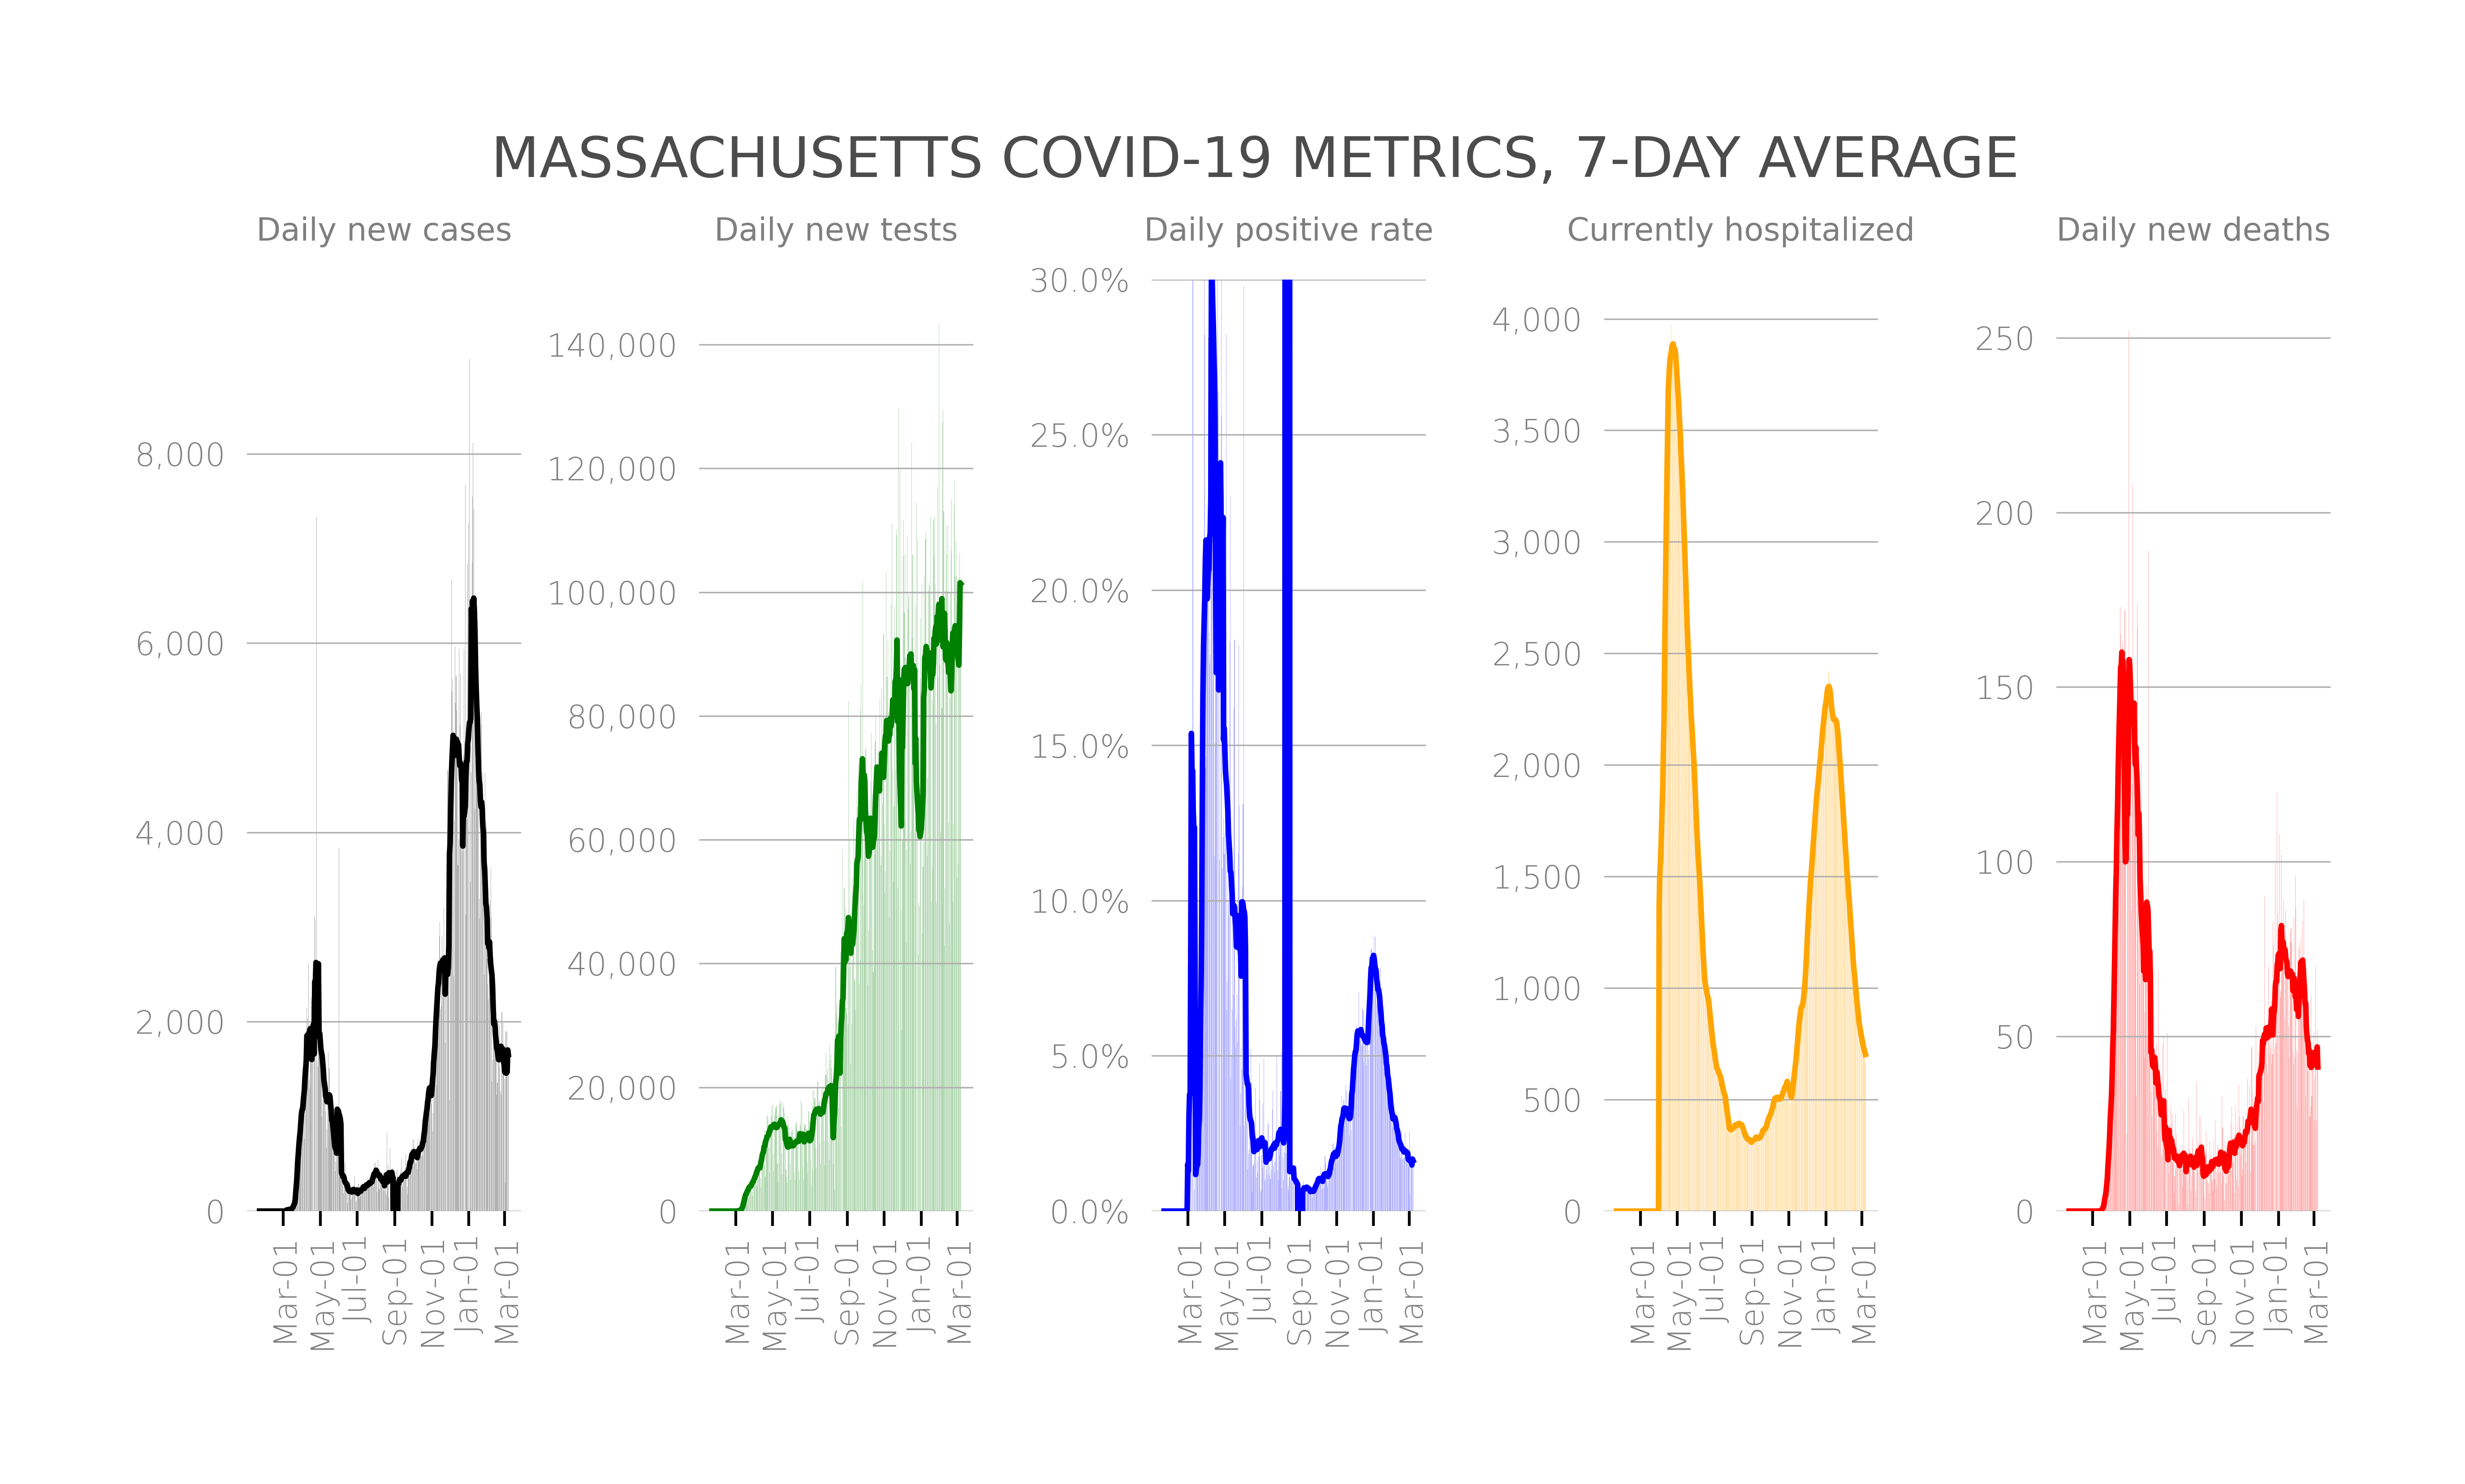 MASSACHUSETTS COVID-19 METRICS, 7-DAY AVERAGE
Daily new cases
8,000
6,000
4,000
2,000
0
Mar-01
May-01
Jul-01
Sep-01
Nov-01
Jan-01
Mar-01
Daily new tests
140,000
120,000
100,000
80,000
60,000
40,000
20,000
0
Mar-01
May-01
Jul-01
Sep-01
Nov-01
Jan-01
Mar-01
Daily positive rate
30.0%
25.0%
20.0%
15.0%
10.0%
5.0%
0.0%
Mar-01
May-01
Jul-01
Sep-01
Nov-01
Jan-01
Mar-01
Currently hospitalized
4,000
3,500
3,000
2,500
2,000
1,500
1,000
500
0
Mar-01
May-01
Jul-01
Sep-01
Nov-01
Jan-01
Mar-01
Daily new deaths
250
200
150
100
50
0
Mar-01
May-01
Jul-01
Sep-01
Nov-01
Jan-01
Mar-01